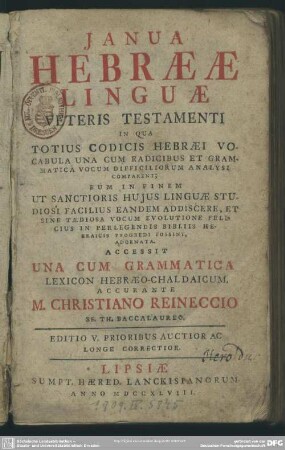 JANUA
HEBRÆÆ
LINGUÆ
VETERIS TESTAMENTI
IN QUA
TOTIUS CODICIS HEBRÆI VO-
CABULA UNA CUM RADICIBUS ET GRAM-
MATICA VOCUM DIFFICILIORUM ANALYSI
COMPARENT;
EUM IN FINEM
UT SANCTIORIS HUJUS LINGUÆ STU-
DIOSI FACILIUS EANDEM ADDISCERE, ET
SINE TÆDIOSA VOCUM EVOLUTIONE FELI-
CIUS IN PERLEGENDIS BIBLIIS HE-
BRAICIS PROGREDI POSSINT,
ADORNATA.
ACCESSIT
UNA CUM GRAMMATICA
LEXICON HEBRÆO-CHALDAICUM,
ACCURANTE
M. CHRISTIANO REINECCIO
SS. TH. BACCALAUREO.
EDITIO V. PRIORIBUS AUCTIOR AC
LONGE CORRECTIOR.
LIPSIÆ
SUMPT. HÆRED. LANCKISIANORUM
ANNO MDCCXLVIII.